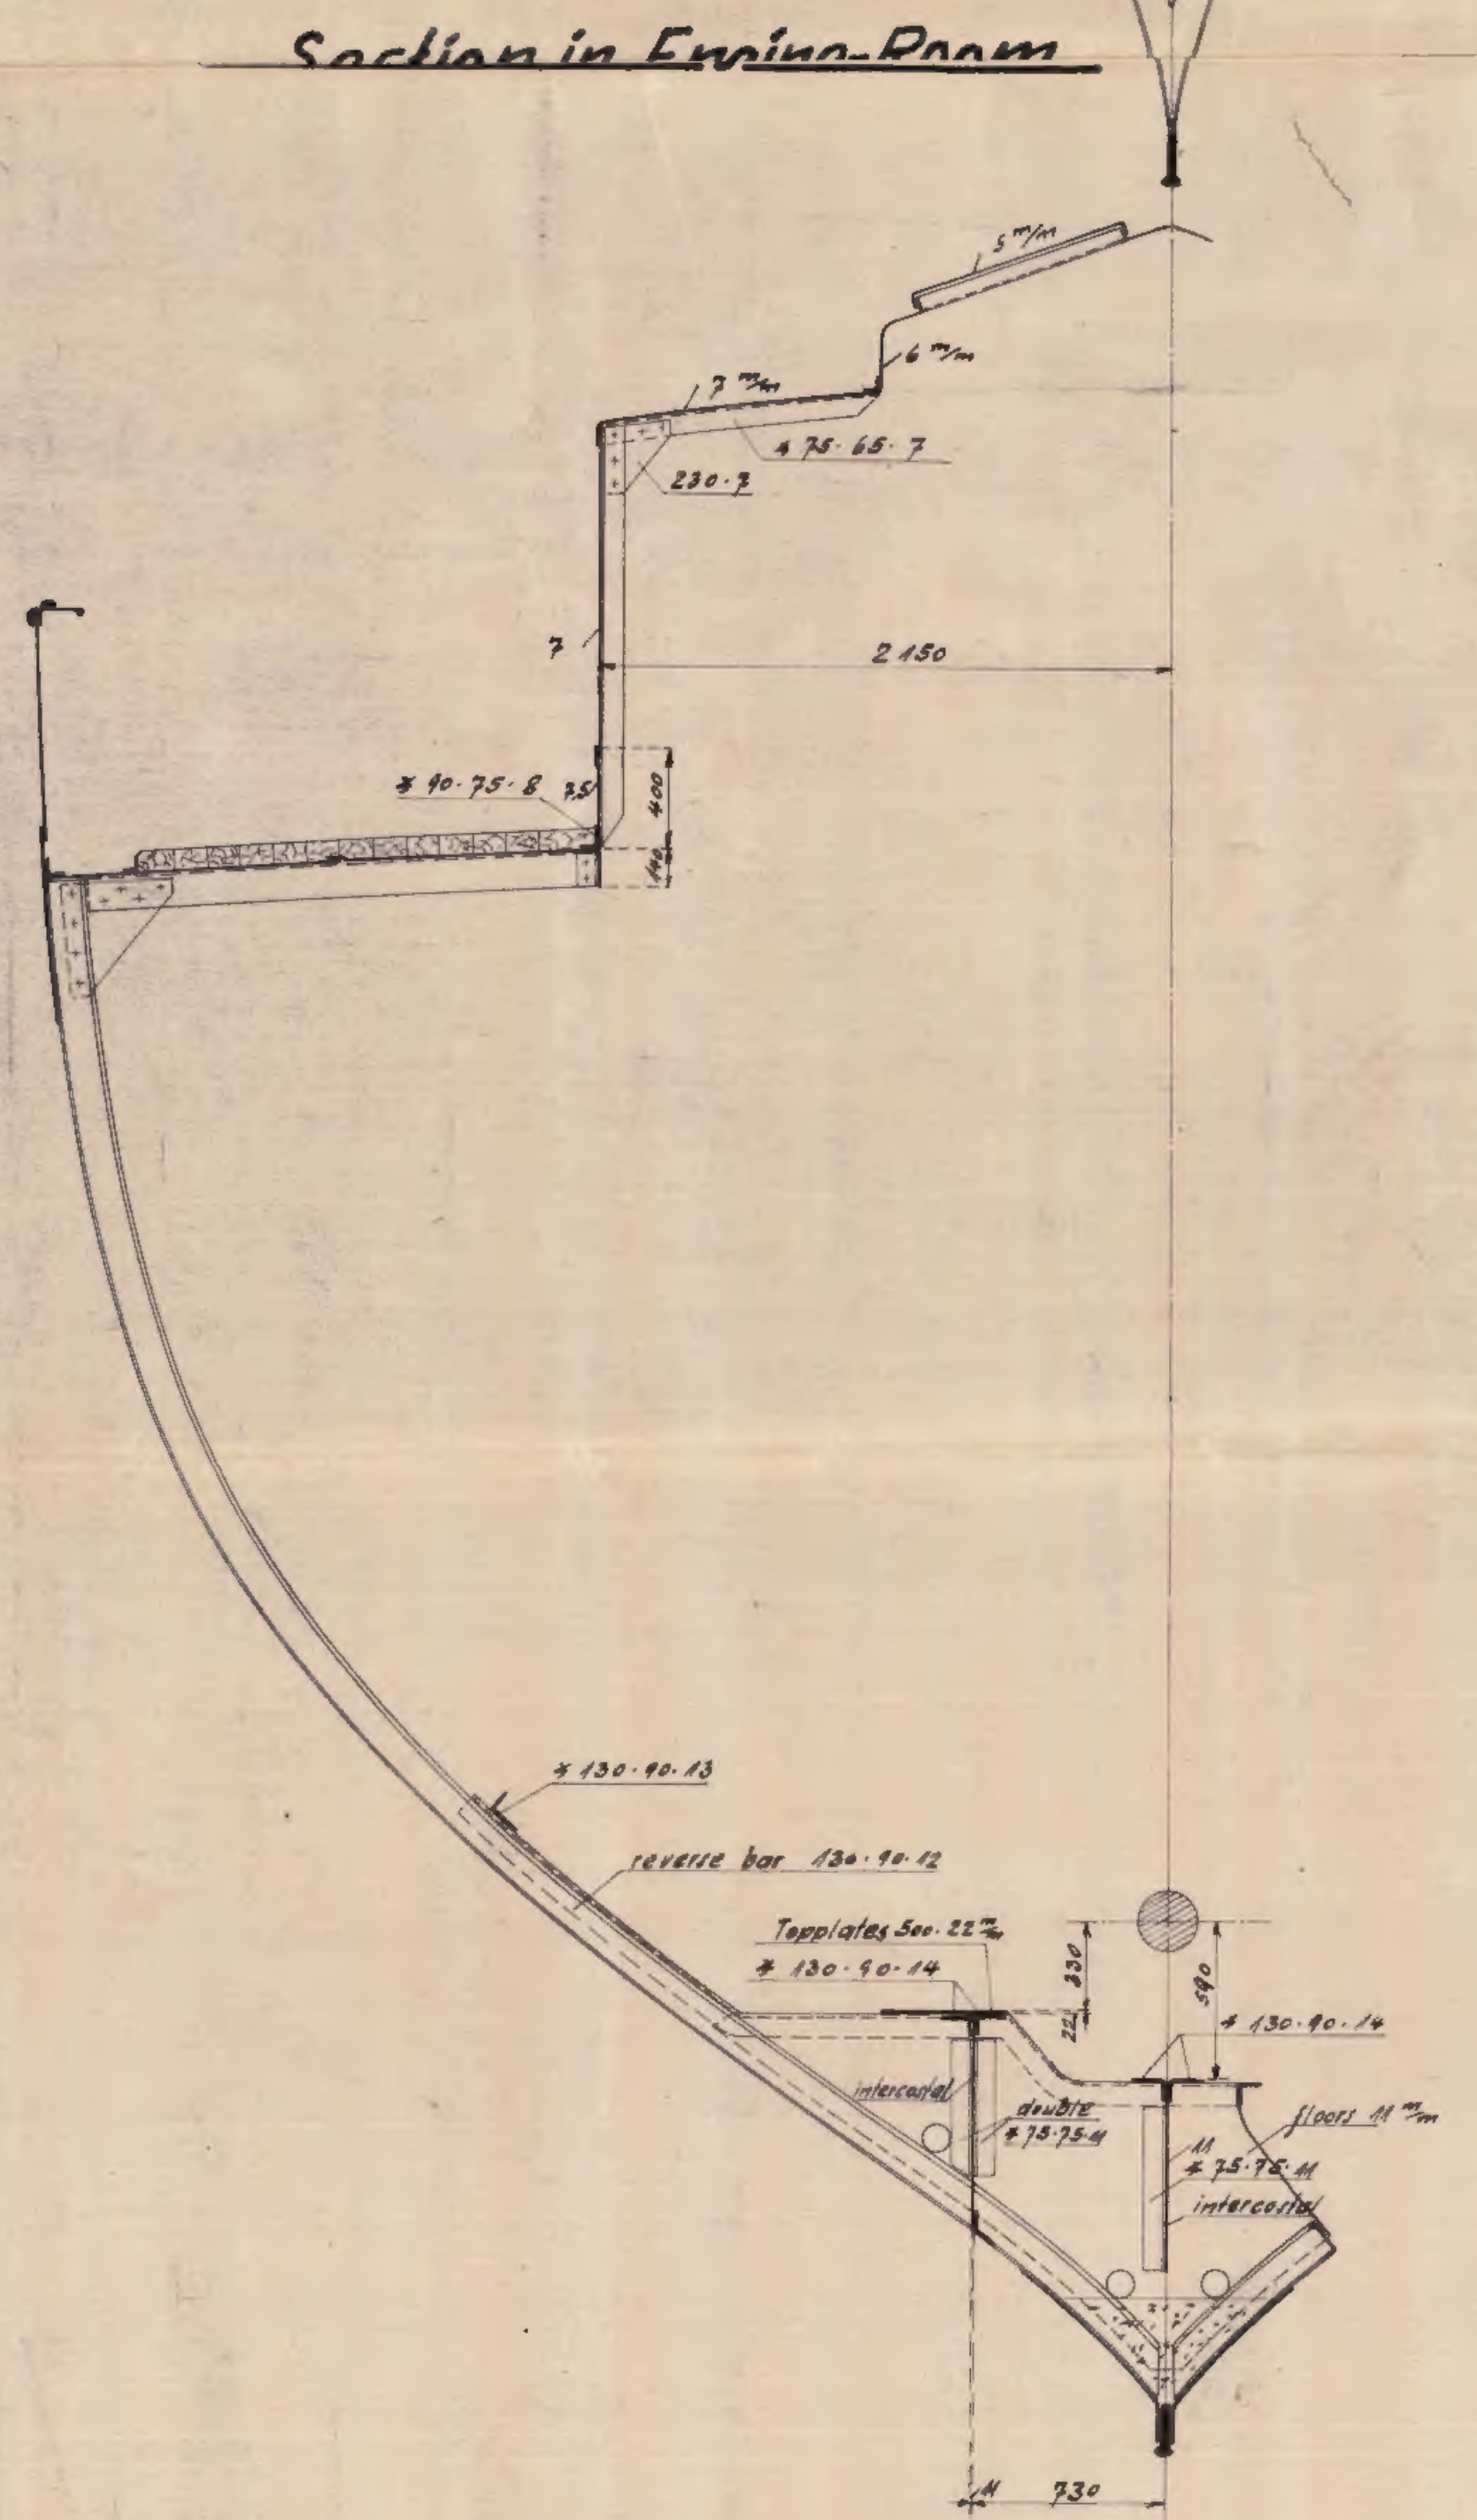 Section in Engine-Room
5 m/m
6 m/m
7 m/m
75·65·7
230·7
7
2150
90·75·8
7,5
400
140
130·90·13
reverse bar 130·90·12
Topplates 500·22 m/m
130·90·14
330
22
590
130·90·14
intercostal
double
75·75·11
floors 11 m/m
11
75·75·11
intercostal
11
730